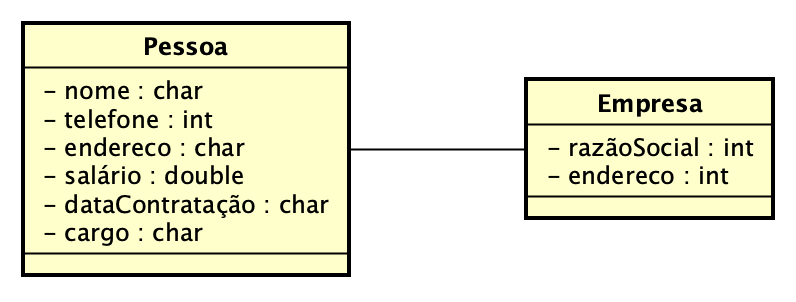 Pessoa
- nome : char
- telefone : int
- endereco : char
- salário : double
- dataContratação : char
- cargo : char
Empresa
- razãoSocial : int
- endereco : int